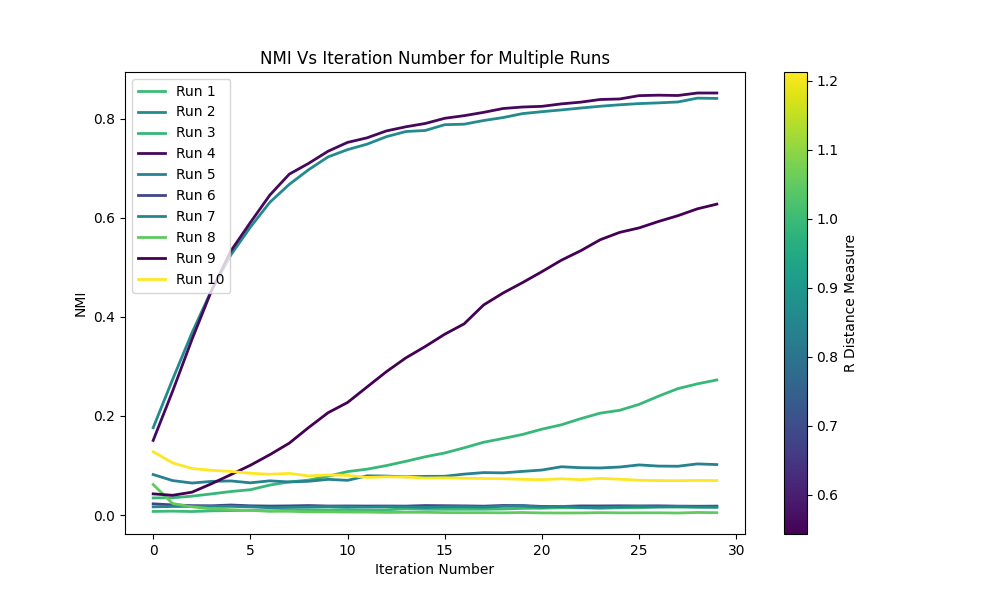 NMI Vs Iteration Number for Multiple Runs
Run 1
Run 2
Run 3
Run 4
Run 5
Run 6
Run 7
Run 8
Run 9
Run 10
NMI
0.8
0.6
0.4
0.2
0.0
0 5 10 15 20 25 30
Iteration Number
1.2
1.1
1.0
0.9
0.8
0.7
0.6
R Distance Measure